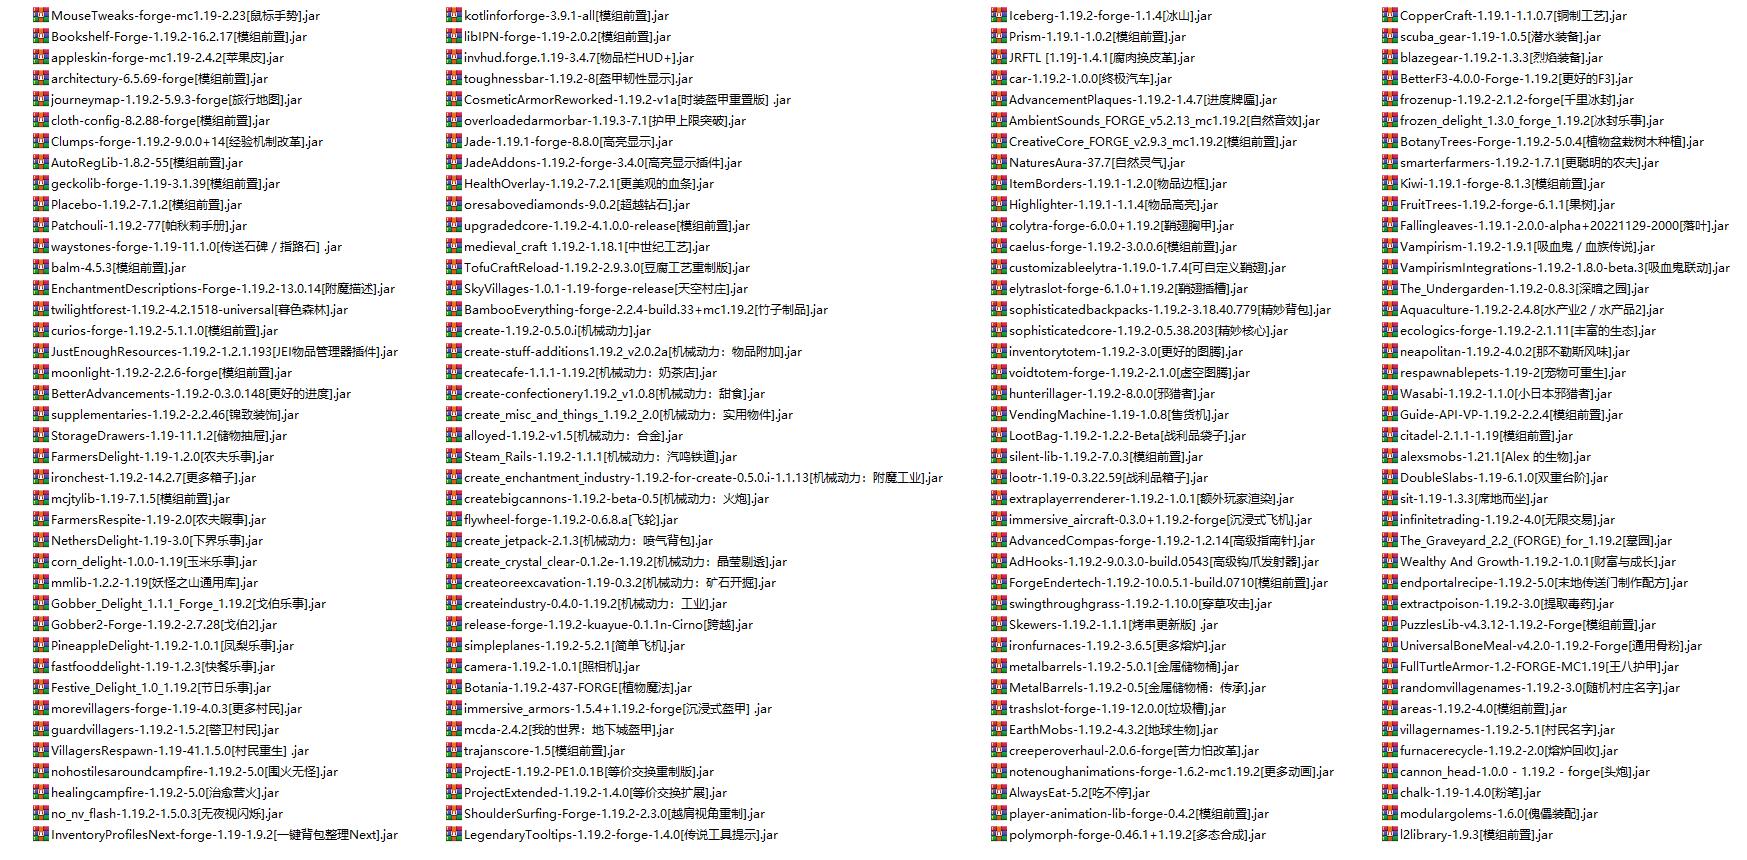 MouseTweaks-forge-mc1.19-2.23[鼠标手势].jar
Bookshelf-Forge-1.19.2-16.2.17[模组前置].jar
appleskin-forge-mc1.19-2.4.2[苹果皮].jar
architectury-6.5.69-forge[模组前置].jar
journeymap-1.19.2-5.9.3-forge[旅行地图].jar
cloth-config-8.2.88-forge[模组前置].jar
Clumps-forge-1.19.2-9.0.0+14[经验机制改革].jar
AutoRegLib-1.8.2-55[模组前置].jar
geckolib-forge-1.19-3.1.39[模组前置].jar
Placebo-1.19.2-7.1.2[模组前置].jar
Patchouli-1.19.2-77[帕秋莉手册].jar
waystones-forge-1.19-11.1.0[传送石碑 / 指路石] .jar
balm-4.5.3[模组前置].jar
EnchantmentDescriptions-Forge-1.19.2-13.0.14[附魔描述].jar
twilightforest-1.19.2-4.2.1518-universal[暮色森林].jar
curios-forge-1.19.2-5.1.1.0[模组前置].jar
JustEnoughResources-1.19.2-1.2.1.193[JEI物品管理器插件].jar
moonlight-1.19.2-2.2.6-forge[模组前置].jar
BetterAdvancements-1.19.2-0.3.0.148[更好的进度].jar
supplementaries-1.19.2-2.2.46[锦致装饰].jar
StorageDrawers-1.19-11.1.2[储物抽屉].jar
FarmersDelight-1.19-1.2.0[农夫乐事].jar
ironchest-1.19.2-14.2.7[更多箱子].jar
mcjtylib-1.19-7.1.5[模组前置].jar
FarmersRespite-1.19-2.0[农夫暇事].jar
NethersDelight-1.19-3.0[下界乐事].jar
corn_delight-1.0.0-1.19[玉米乐事].jar
mmlib-1.2.2-1.19[妖怪之山通用库].jar
Gobber_Delight_1.1.1_Forge_1.19.2[戈伯乐事].jar
Gobber2-Forge-1.19.2-2.7.28[戈伯2].jar
PineappleDelight-1.19.2-1.0.1[凤梨乐事].jar
fastfooddelight-1.19-1.2.3[快餐乐事].jar
Festive_Delight_1.0_1.19.2[节日乐事].jar
morevillagers-forge-1.19-4.0.3[更多村民].jar
guardvillagers-1.19.2-1.5.2[警卫村民].jar
VillagersRespawn-1.19-41.1.5.0[村民重生] .jar
nohostilesaroundcampfire-1.19.2-5.0[围火无怪].jar
healingcampfire-1.19.2-5.0[治愈营火].jar
no_nv_flash-1.19.2-1.5.0.3[无夜视闪烁].jar
InventoryProfilesNext-forge-1.19-1.9.2[一键背包整理Next].jar
kotlinforforge-3.9.1-all[模组前置].jar
libIPN-forge-1.19-2.0.2[模组前置].jar
invhud.forge.1.19-3.4.7[物品栏HUD+].jar
toughnessbar-1.19.2-8[盔甲韧性显示].jar
CosmeticArmorReworked-1.19.2-v1a[时装盔甲重置版] .jar
overloadedarmorbar-1.19.3-7.1[护甲上限突破].jar
Jade-1.19.1-forge-8.8.0[高亮显示].jar
JadeAddons-1.19.2-forge-3.4.0[高亮显示插件].jar
HealthOverlay-1.19.2-7.2.1[更美观的血条].jar
oresabovediamonds-9.0.2[超越钻石].jar
upgradedcore-1.19.2-4.1.0.0-release[模组前置].jar
medieval_craft 1.19.2-1.18.1[中世纪工艺].jar
TofuCraftReload-1.19.2-2.9.3.0[豆腐工艺重制版].jar
SkyVillages-1.0.1-1.19-forge-release[天空村庄].jar
BambooEverything-forge-2.2.4-build.33+mc1.19.2[竹子制品].jar
create-1.19.2-0.5.0.i[机械动力].jar
create-stuff-additions1.19.2_v2.0.2a[机械动力：物品附加].jar
createcafe-1.1.1-1.19.2[机械动力：奶茶店].jar
create-confectionery1.19.2_v1.0.8[机械动力：甜食].jar
create_misc_and_things_1.19.2_2.0[机械动力：实用物件].jar
alloyed-1.19.2-v1.5[机械动力：合金].jar
Steam_Rails-1.19.2-1.1.1[机械动力：汽鸣铁道].jar
create_enchantment_industry-1.19.2-for-create-0.5.0.i-1.1.13[机械动力：附魔工业].jar
createbigcannons-1.19.2-beta-0.5[机械动力：火炮].jar
flywheel-forge-1.19.2-0.6.8.a[飞轮].jar
create_jetpack-2.1.3[机械动力：喷气背包].jar
create_crystal_clear-0.1.2e-1.19.2[机械动力：晶莹剔透].jar
createoreexcavation-1.19-0.3.2[机械动力：矿石开掘].jar
createindustry-0.4.0-1.19.2[机械动力：工业].jar
release-forge-1.19.2-kuayue-0.1.1n-Cirno[跨越].jar
simpleplanes-1.19.2-5.2.1[简单飞机].jar
camera-1.19.2-1.0.1[照相机].jar
Botania-1.19.2-437-FORGE[植物魔法].jar
immersive_armors-1.5.4+1.19.2-forge[沉浸式盔甲] .jar
mcda-2.4.2[我的世界：地下城盔甲].jar
trajanscore-1.5[模组前置].jar
ProjectE-1.19.2-PE1.0.1B[等价交换重制版].jar
ProjectExtended-1.19.2-1.4.0[等价交换扩展].jar
ShoulderSurfing-Forge-1.19.2-2.3.0[越肩视角重制].jar
LegendaryTooltips-1.19.2-forge-1.4.0[传说工具提示].jar
Iceberg-1.19.2-forge-1.1.4[冰山].jar
Prism-1.19.1-1.0.2[模组前置].jar
JRFTL [1.19]-1.4.1[腐肉换皮革].jar
car-1.19.2-1.0.0[终极汽车].jar
AdvancementPlaques-1.19.2-1.4.7[进度牌匾].jar
AmbientSounds_FORGE_v5.2.13_mc1.19.2[自然音效].jar
CreativeCore_FORGE_v2.9.3_mc1.19.2[模组前置].jar
NaturesAura-37.7[自然灵气].jar
ItemBorders-1.19.1-1.2.0[物品边框].jar
Highlighter-1.19.1-1.1.4[物品高亮].jar
colytra-forge-6.0.0+1.19.2[鞘翅胸甲].jar
caelus-forge-1.19.2-3.0.0.6[模组前置].jar
customizableelytra-1.19.0-1.7.4[可自定义鞘翅].jar
elytraslot-forge-6.1.0+1.19.2[鞘翅插槽].jar
sophisticatedbackpacks-1.19.2-3.18.40.779[精妙背包].jar
sophisticatedcore-1.19.2-0.5.38.203[精妙核心].jar
inventorytotem-1.19.2-3.0[更好的图腾].jar
voidtotem-forge-1.19.2-2.1.0[虚空图腾].jar
hunterillager-1.19.2-8.0.0[邪猎者].jar
VendingMachine-1.19-1.0.8[售货机].jar
LootBag-1.19.2-1.2.2-Beta[战利品袋子].jar
silent-lib-1.19.2-7.0.3[模组前置].jar
lootr-1.19-0.3.22.59[战利品箱子].jar
extraplayerrenderer-1.19.2-1.0.1[额外玩家渲染].jar
immersive_aircraft-0.3.0+1.19.2-forge[沉浸式飞机].jar
AdvancedCompas-forge-1.19.2-1.2.14[高级指南针].jar
AdHooks-1.19.2-9.0.3.0-build.0543[高级钩爪发射器].jar
ForgeEndertech-1.19.2-10.0.5.1-build.0710[模组前置].jar
swingthroughgrass-1.19.2-1.10.0[穿草攻击].jar
Skewers-1.19.2-1.1.1[烤串更新版] .jar
ironfurnaces-1.19.2-3.6.5[更多熔炉].jar
metalbarrels-1.19.2-5.0.1[金属储物桶].jar
MetalBarrels-1.19.2-0.5[金属储物桶：传承].jar
trashslot-forge-1.19-12.0.0[垃圾槽].jar
EarthMobs-1.19.2-4.3.2[地球生物].jar
creeperoverhaul-2.0.6-forge[苦力怕改革].jar
notenoughanimations-forge-1.6.2-mc1.19.2[更多动画].jar
AlwaysEat-5.2[吃不停].jar
player-animation-lib-forge-0.4.2[模组前置].jar
polymorph-forge-0.46.1+1.19.2[多态合成].jar
CopperCraft-1.19.1-1.1.0.7[铜制工艺].jar
scuba_gear-1.19-1.0.5[潜水装备].jar
blazegear-1.19.2-1.3.3[烈焰装备].jar
BetterF3-4.0.0-Forge-1.19.2[更好的F3].jar
frozenup-1.19.2-2.1.2-forge[千里冰封].jar
frozen_delight_1.3.0_forge_1.19.2[冰封乐事].jar
BotanyTrees-Forge-1.19.2-5.0.4[植物盆栽树木种植].jar
smarterfarmers-1.19.2-1.7.1[更聪明的农夫].jar
Kiwi-1.19.1-forge-8.1.3[模组前置].jar
FruitTrees-1.19.2-forge-6.1.1[果树].jar
Fallingleaves-1.19.1-2.0.0-alpha+20221129-2000[落叶].jar
Vampirism-1.19.2-1.9.1[吸血鬼 / 血族传说].jar
VampirismIntegrations-1.19.2-1.8.0-beta.3[吸血鬼联动].jar
The_Undergarden-1.19.2-0.8.3[深暗之园].jar
Aquaculture-1.19.2-2.4.8[水产业2 / 水产品2].jar
ecologics-forge-1.19.2-2.1.11[丰富的生态].jar
neapolitan-1.19.2-4.0.2[那不勒斯风味].jar
respawnablepets-1.19-2[宠物可重生].jar
Wasabi-1.19.2-1.1.0[小日本邪猎者].jar
Guide-API-VP-1.19.2-2.2.4[模组前置].jar
citadel-2.1.1-1.19[模组前置].jar
alexsmobs-1.21.1[Alex 的生物].jar
DoubleSlabs-1.19-6.1.0[双重台阶].jar
sit-1.19-1.3.3[席地而坐].jar
infinitetrading-1.19.2-4.0[无限交易].jar
The_Graveyard_2.2_(FORGE)_for_1.19.2[墓园].jar
Wealthy And Growth-1.19.2-1.0.1[财富与成长].jar
endportalrecipe-1.19.2-5.0[末地传送门制作配方].jar
extractpoison-1.19.2-3.0[提取毒药].jar
PuzzlesLib-v4.3.12-1.19.2-Forge[模组前置].jar
UniversalBoneMeal-v4.2.0-1.19.2-Forge[通用骨粉].jar
FullTurtleArmor-1.2-FORGE-MC1.19[王八护甲].jar
randomvillagenames-1.19.2-3.0[随机村庄名字].jar
areas-1.19.2-4.0[模组前置].jar
villagernames-1.19.2-5.1[村民名字].jar
furnacerecycle-1.19.2-2.0[熔炉回收].jar
cannon_head-1.0.0 - 1.19.2 - forge[头炮].jar
chalk-1.19-1.4.0[粉笔].jar
modulargolems-1.6.0[傀儡装配].jar
l2library-1.9.3[模组前置].jar